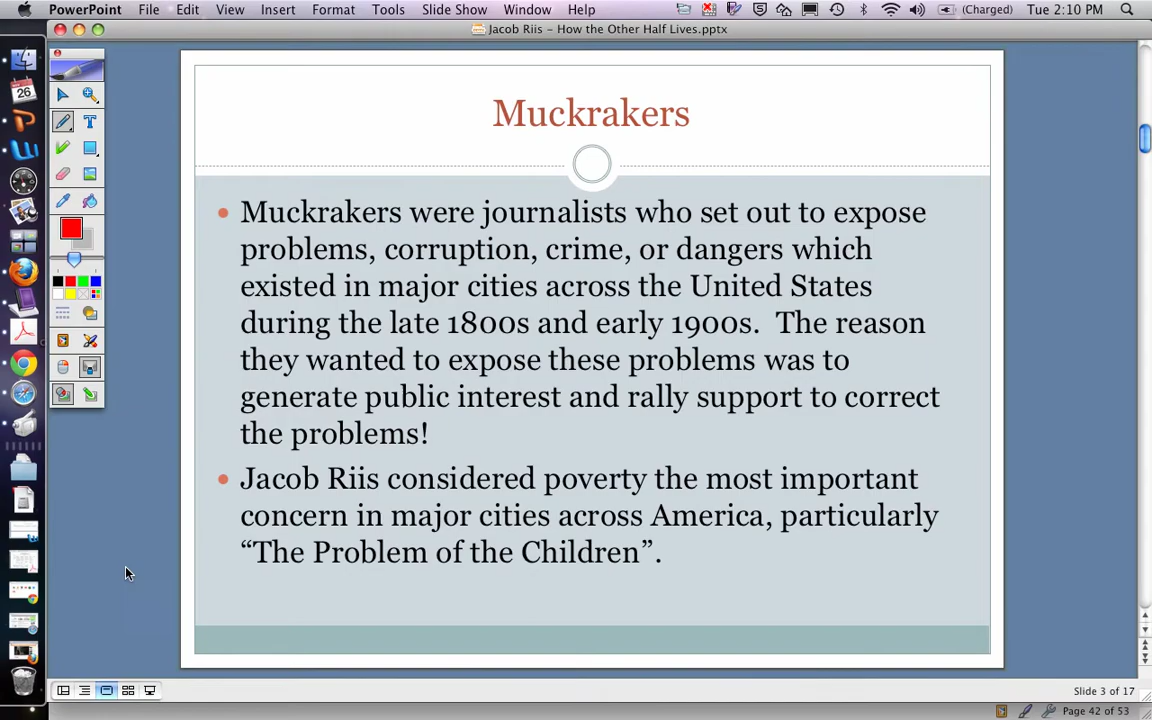 PowerPoint File Edit View Insert Format Tools Slide Show Window Help (Charged) Tue 2:10 PM
Jacob Riis – How the Other Half Lives.pptx
26
T
Muckrakers
• Muckrakers were journalists who set out to expose
problems, corruption, crime, or dangers which
existed in major cities across the United States
during the late 1800s and early 1900s. The reason
they wanted to expose these problems was to
generate public interest and rally support to correct
the problems!
• Jacob Riis considered poverty the most important
concern in major cities across America, particularly
“The Problem of the Children”.
Slide 3 of 17
Page 42 of 53